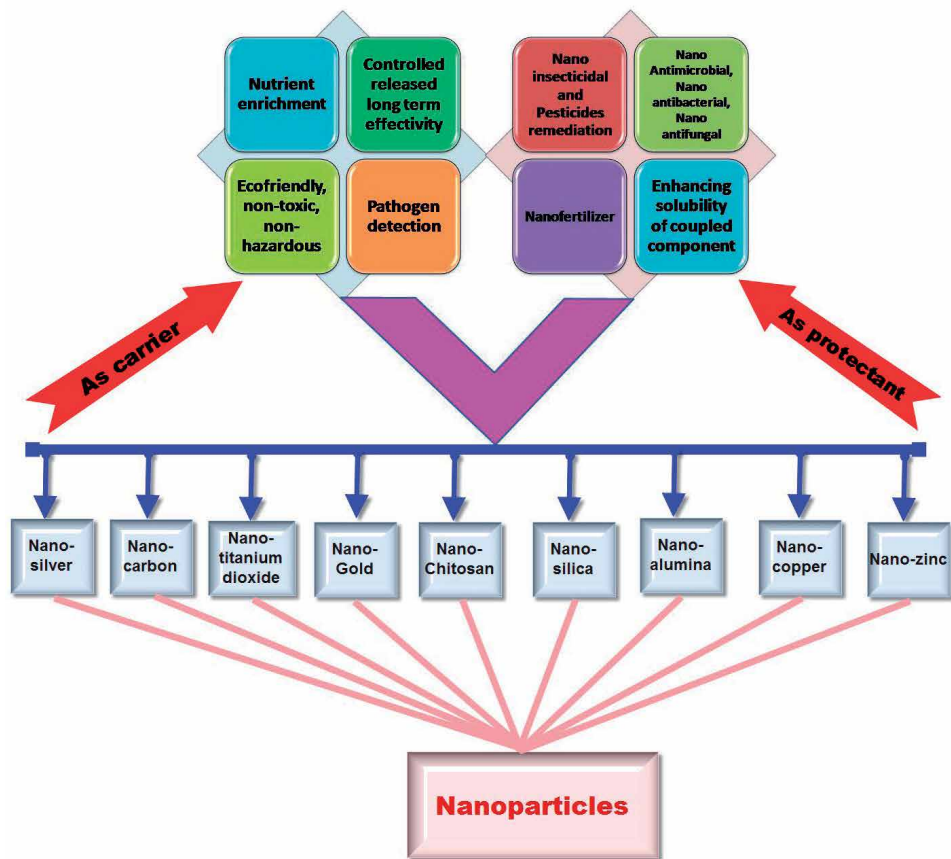 Nutrient
enrichment
Controlled
released
long term
effectivity
Nano
insecticidal
and
Pesticides
remediation
Nano
Antimicrobial,
Nano
antibacterial,
Nano
antifungal
Ecofriendly,
non-toxic,
non-
hazardous
Pathogen
detection
Nanofertilizer
Enhancing
solubility
of coupled
component
As carrier
As protectant
Nano-
silver
Nano-
carbon
Nano-
titanium
dioxide
Nano-
Gold
Nano-
Chitosan
Nano-
silica
Nano-
alumina
Nano-
copper
Nano-zinc
Nanoparticles